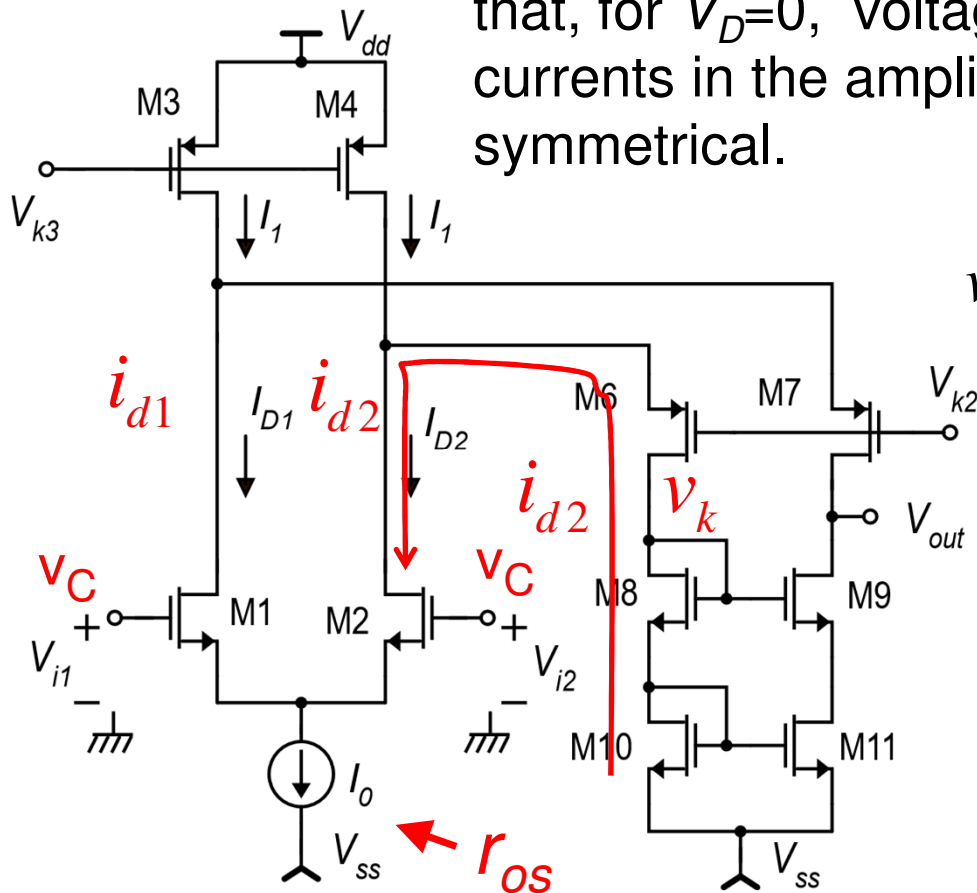 that, for V_D=0, voltag
currents in the ampli
symmetrical.
V_dd
M3
M4
V_k3
I_1
I_1
i_d1
I_D1
i_d2
I_D2
M6
M7
V_k2
i_d2
v_k
V_out
v_C
v_C
M1
M2
M8
M9
+
+
V_i1
V_i2
−
−
M10
M11
I_0
V_ss
r_os
V_ss